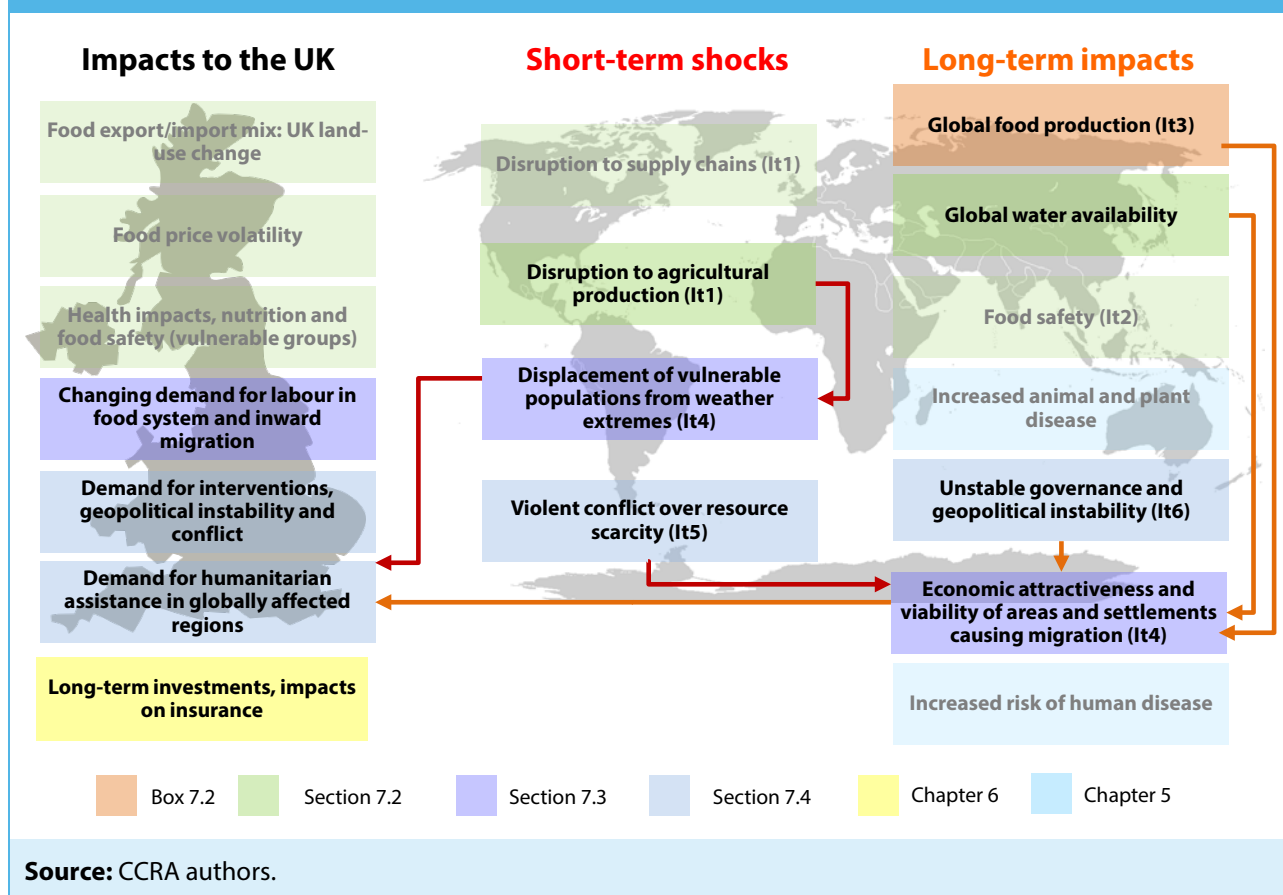 Impacts to the UK
Food export/import mix: UK land-
use change
Food price volatility
Health impacts, nutrition and
food safety (vulnerable groups)
Changing demand for labour in
food system and inward
migration
Demand for interventions,
geopolitical instability and
conflict
Demand for humanitarian
assistance in globally affected
regions
Long-term investments, impacts
on insurance
Short-term shocks
Disruption to supply chains (It1)
Disruption to agricultural
production (It1)
Displacement of vulnerable
populations from weather
extremes (It4)
Violent conflict over resource
scarcity (It5)
Long-term impacts
Global food production (It3)
Global water availability
Food safety (It2)
Increased animal and plant
disease
Unstable governance and
geopolitical instability (It6)
Economic attractiveness and
viability of areas and settlements
causing migration (It4)
Increased risk of human disease
Box 7.2
Section 7.2
Section 7.3
Section 7.4
Chapter 6
Chapter 5
Source: CCRA authors.